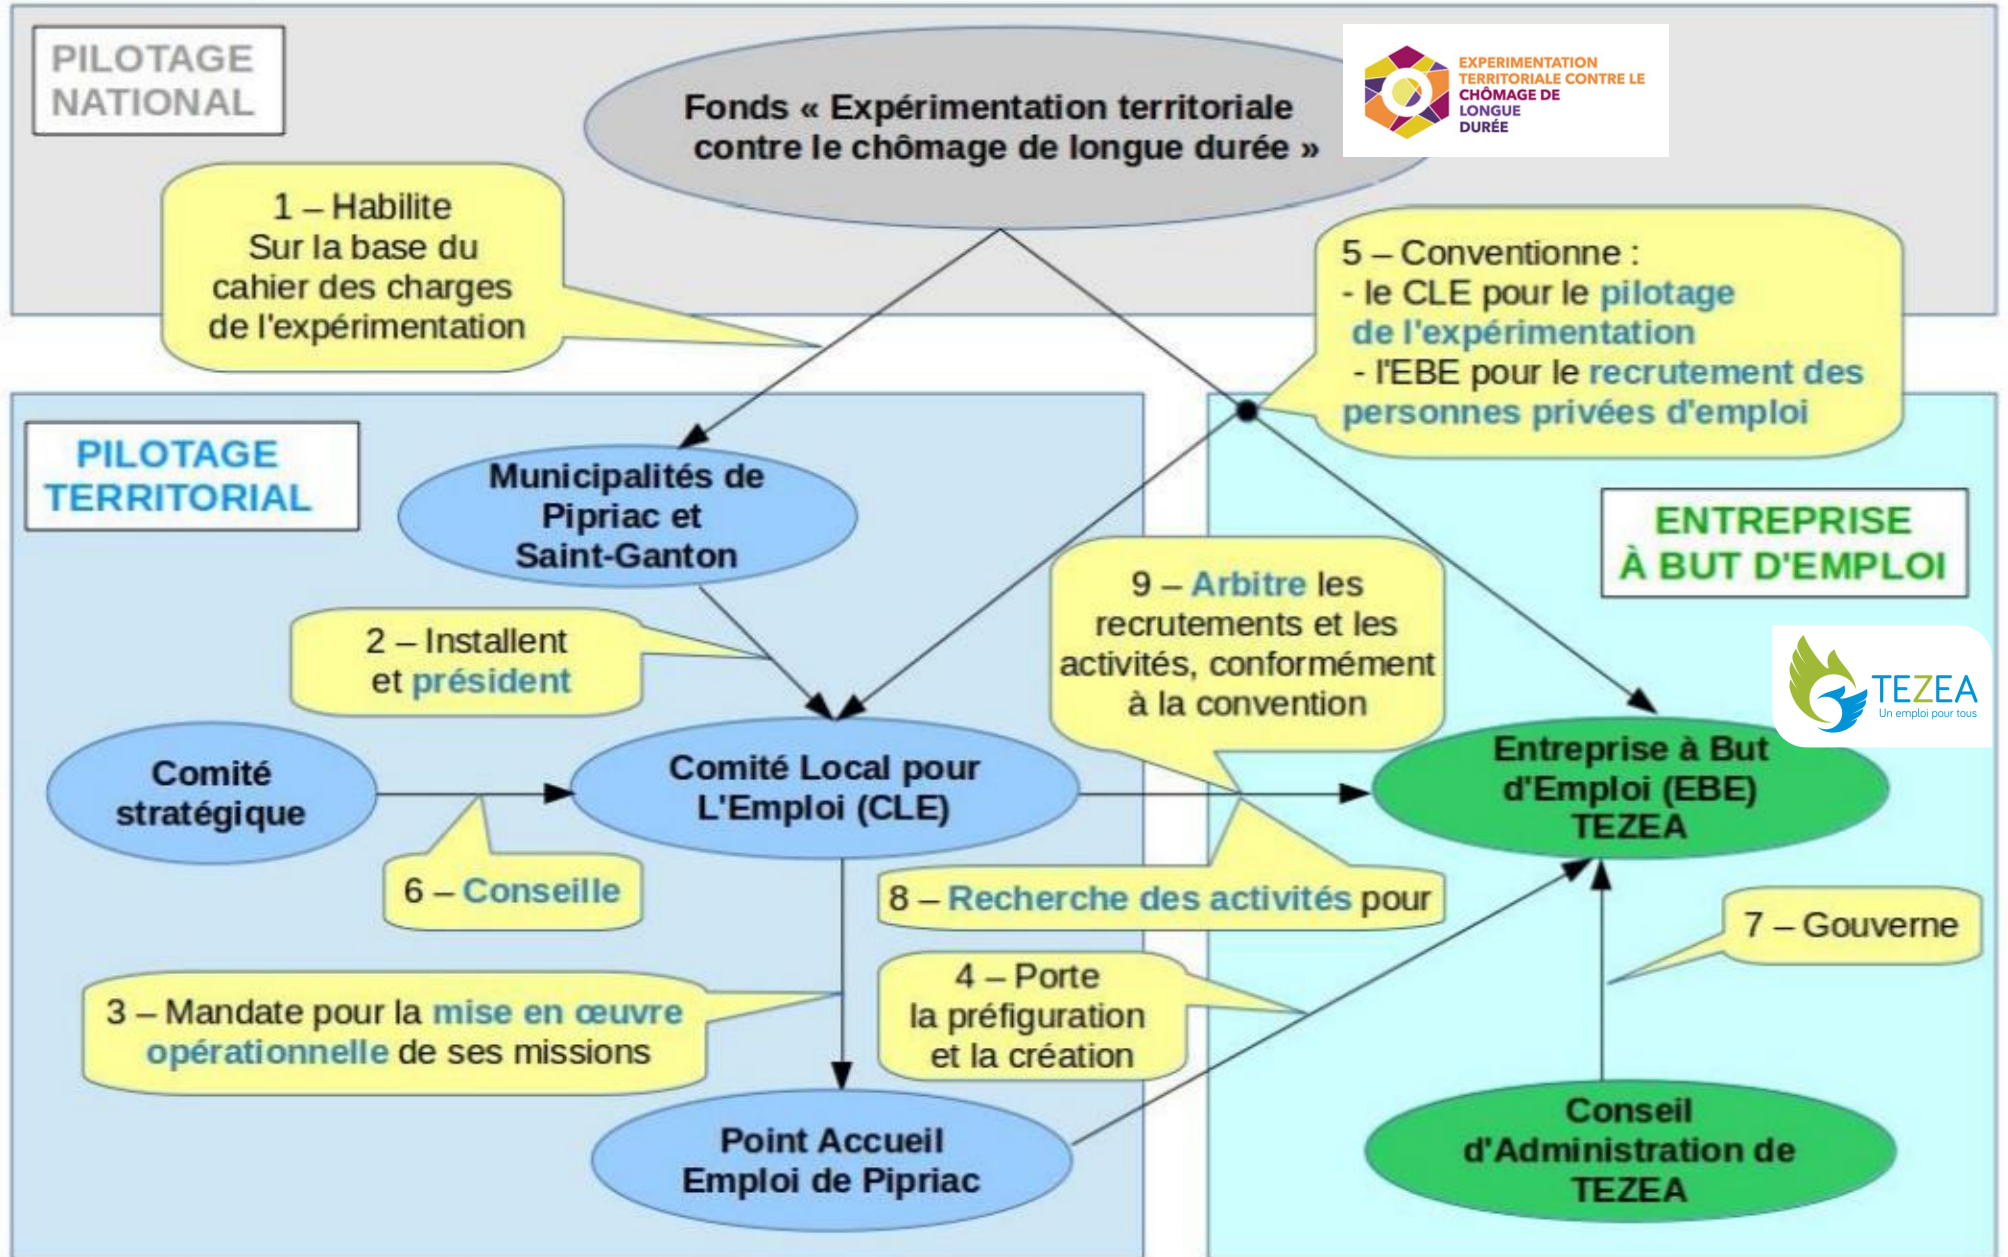 PILOTAGE
NATIONAL
Fonds « Expérimentation territoriale
contre le chômage de longue durée »
EXPERIMENTATION
TERRITORIALE CONTRE LE
CHÔMAGE DE
LONGUE
DURÉE
1 – Habilite
Sur la base du
cahier des charges
de l'expérimentation
5 – Conventionne :
- le CLE pour le pilotage
de l'expérimentation
- l'EBE pour le recrutement des
personnes privées d'emploi
PILOTAGE
TERRITORIAL
Municipalités de
Pipriac et
Saint-Ganton
ENTREPRISE
À BUT D'EMPLOI
2 – Installent
et président
9 – Arbitre les
recrutements et les
activités, conformément
à la convention
TEZEA
Un emploi pour tous
Comité
stratégique
Comité Local pour
L'Emploi (CLE)
Entreprise à But
d'Emploi (EBE)
TEZEA
6 – Conseille
8 – Recherche des activités pour
7 – Gouverne
3 – Mandate pour la mise en œuvre
opérationnelle de ses missions
4 – Porte
la préfiguration
et la création
Point Accueil
Emploi de Pipriac
Conseil
d'Administration de
TEZEA